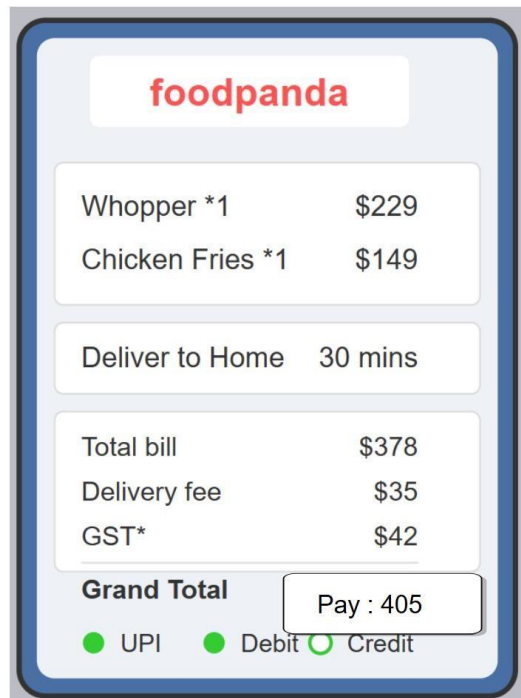 foodpanda
Whopper *1 $229
Chicken Fries *1 $149
Deliver to Home 30 mins
Total bill $378
Delivery fee $35
GST* $42
Grand Total
Pay : 405
UPI Debit Credit